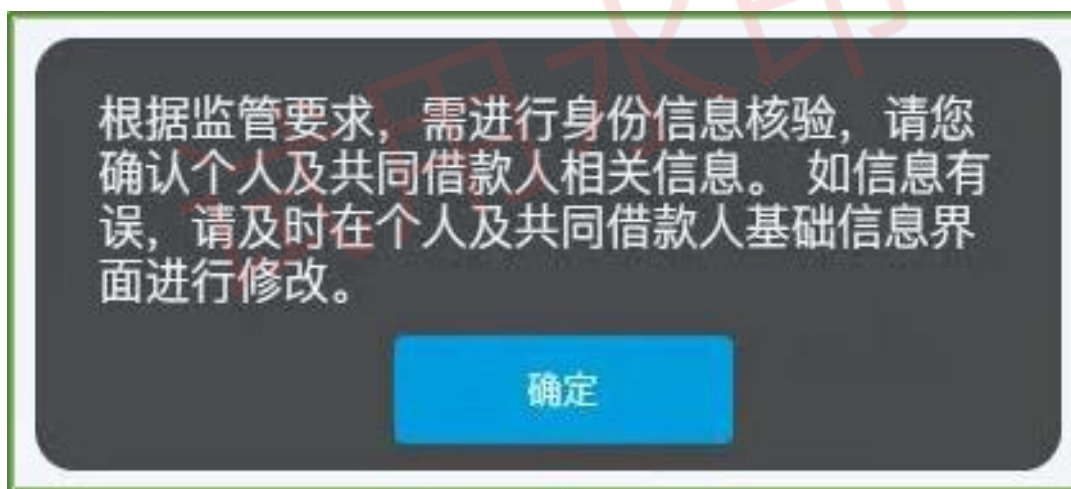 根据监管要求，需进行身份信息核验，请您
确认个人及共同借款人相关信息。 如信息有
误，请及时在个人及共同借款人基础信息界
面进行修改。
确定